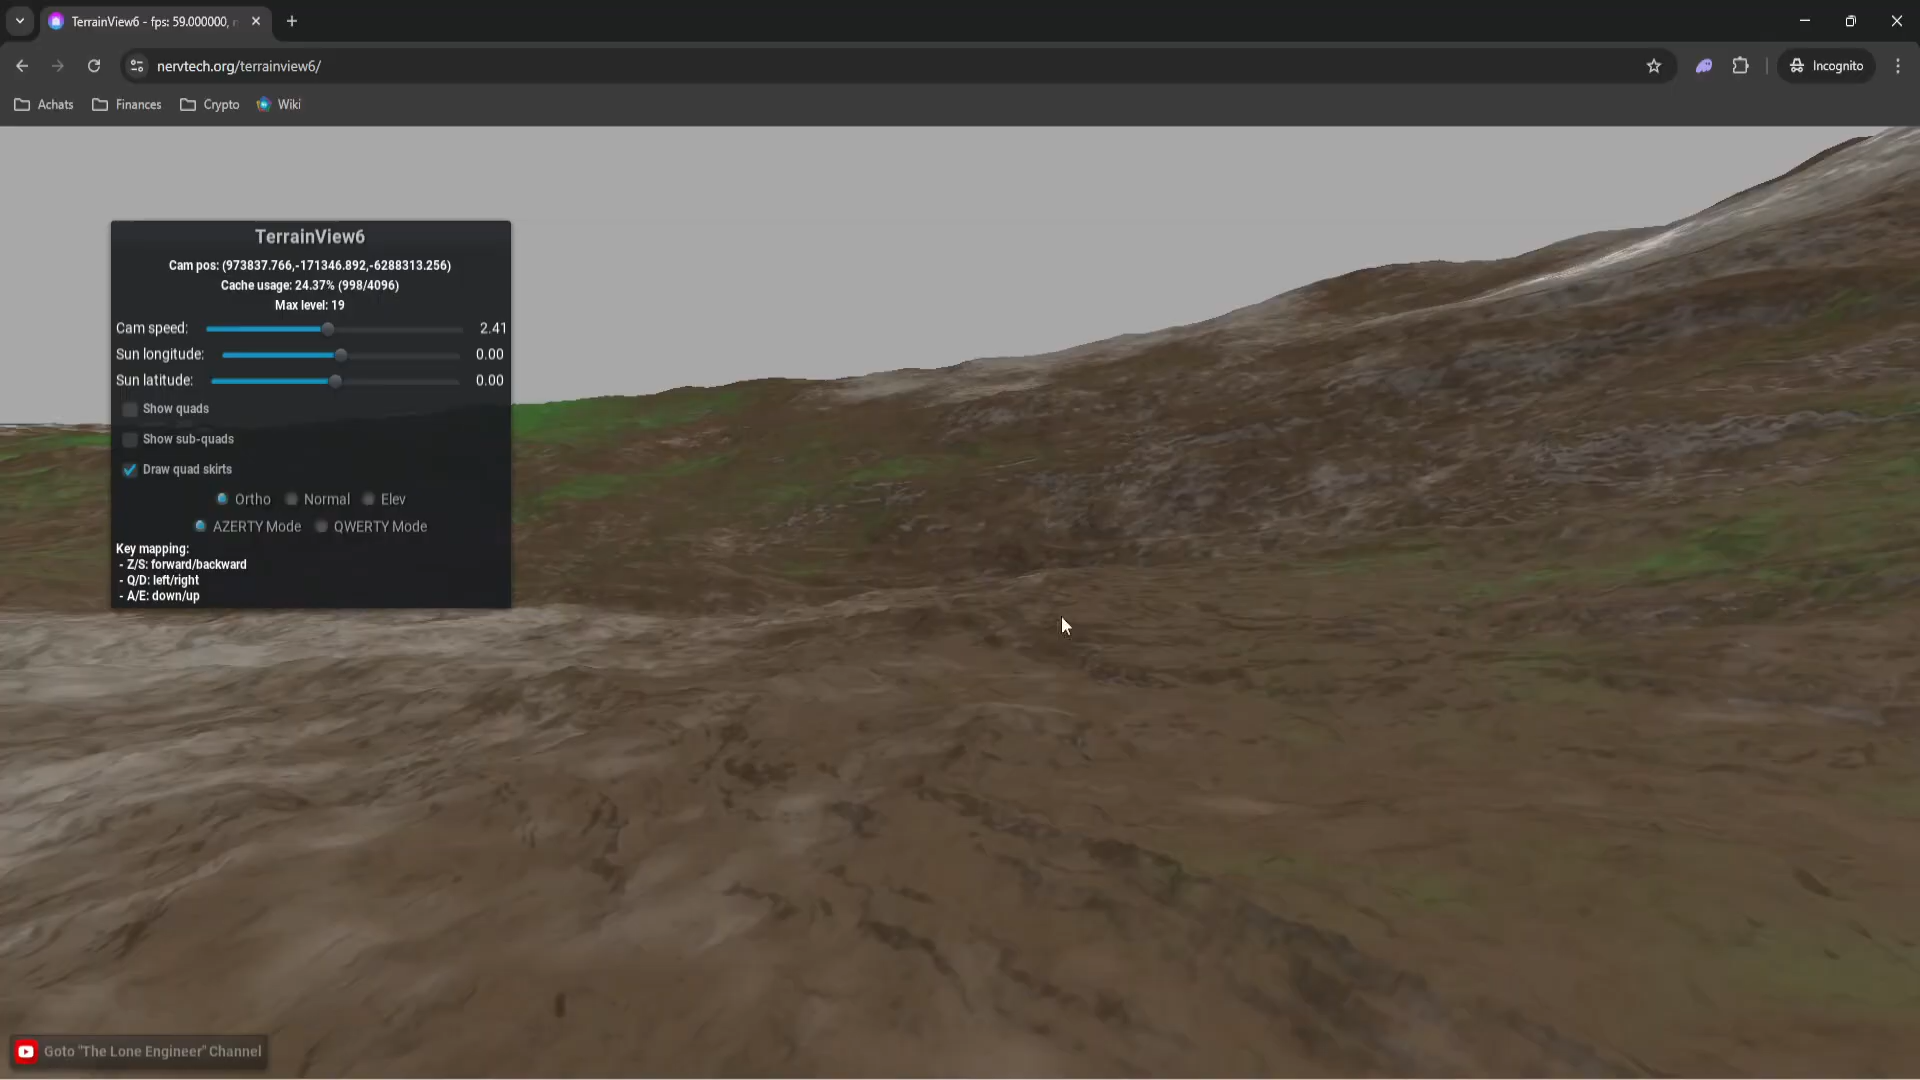 TerrainView6 - fps: 59.000000,
nervtech.org/terrainview6/
Incognito
Achats
Finances
Crypto
Wiki
TerrainView6
Cam pos: (973837.766,-171346.892,-6288313.256)
Cache usage: 24.37% (998/4096)
Max level: 19
Cam speed: 2.41
Sun longitude: 0.00
Sun latitude: 0.00
Show quads
Show sub-quads
Draw quad skirts
Ortho Normal Elev
AZERTY Mode QWERTY Mode
Key mapping:
- Z/S: forward/backward
- Q/D: left/right
- A/E: down/up
Goto "The Lone Engineer" Channel